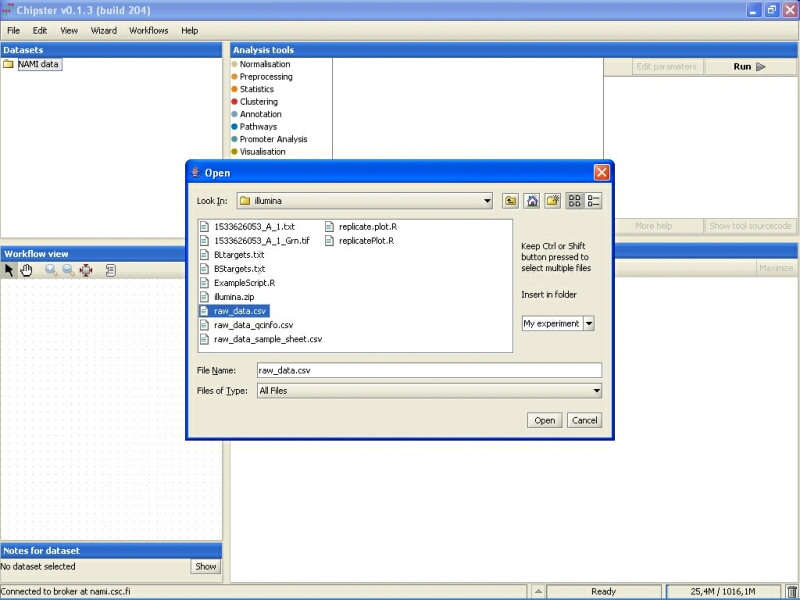 Chipster v0.1.3 (build 204)
File Edit View Wizard Workflows Help
Datasets
NAMI data
Analysis tools
Normalisation
Preprocessing
Statistics
Clustering
Annotation
Pathways
Promoter Analysis
Visualisation
Edit parameters
Run
More help
Show tool sourcecode
Maximize
Open
Look In: illumina
1533626053_A_1.txt
1533626053_A_1_Grn.tif
BLtargets.txt
BStargets.txt
ExampleScript.R
illumina.zip
raw_data.csv
raw_data_qcinfo.csv
raw_data_sample_sheet.csv
replicate.plot.R
replicatePlot.R
Keep Ctrl or Shift
button pressed to
select multiple files
Insert in folder
My experiment
File Name: raw_data.csv
Files of Type: All Files
Open Cancel
Workflow view
Notes for dataset
No dataset selected
Show
Connected to broker at nami.csc.fi
Ready
25,4M / 1016,1M